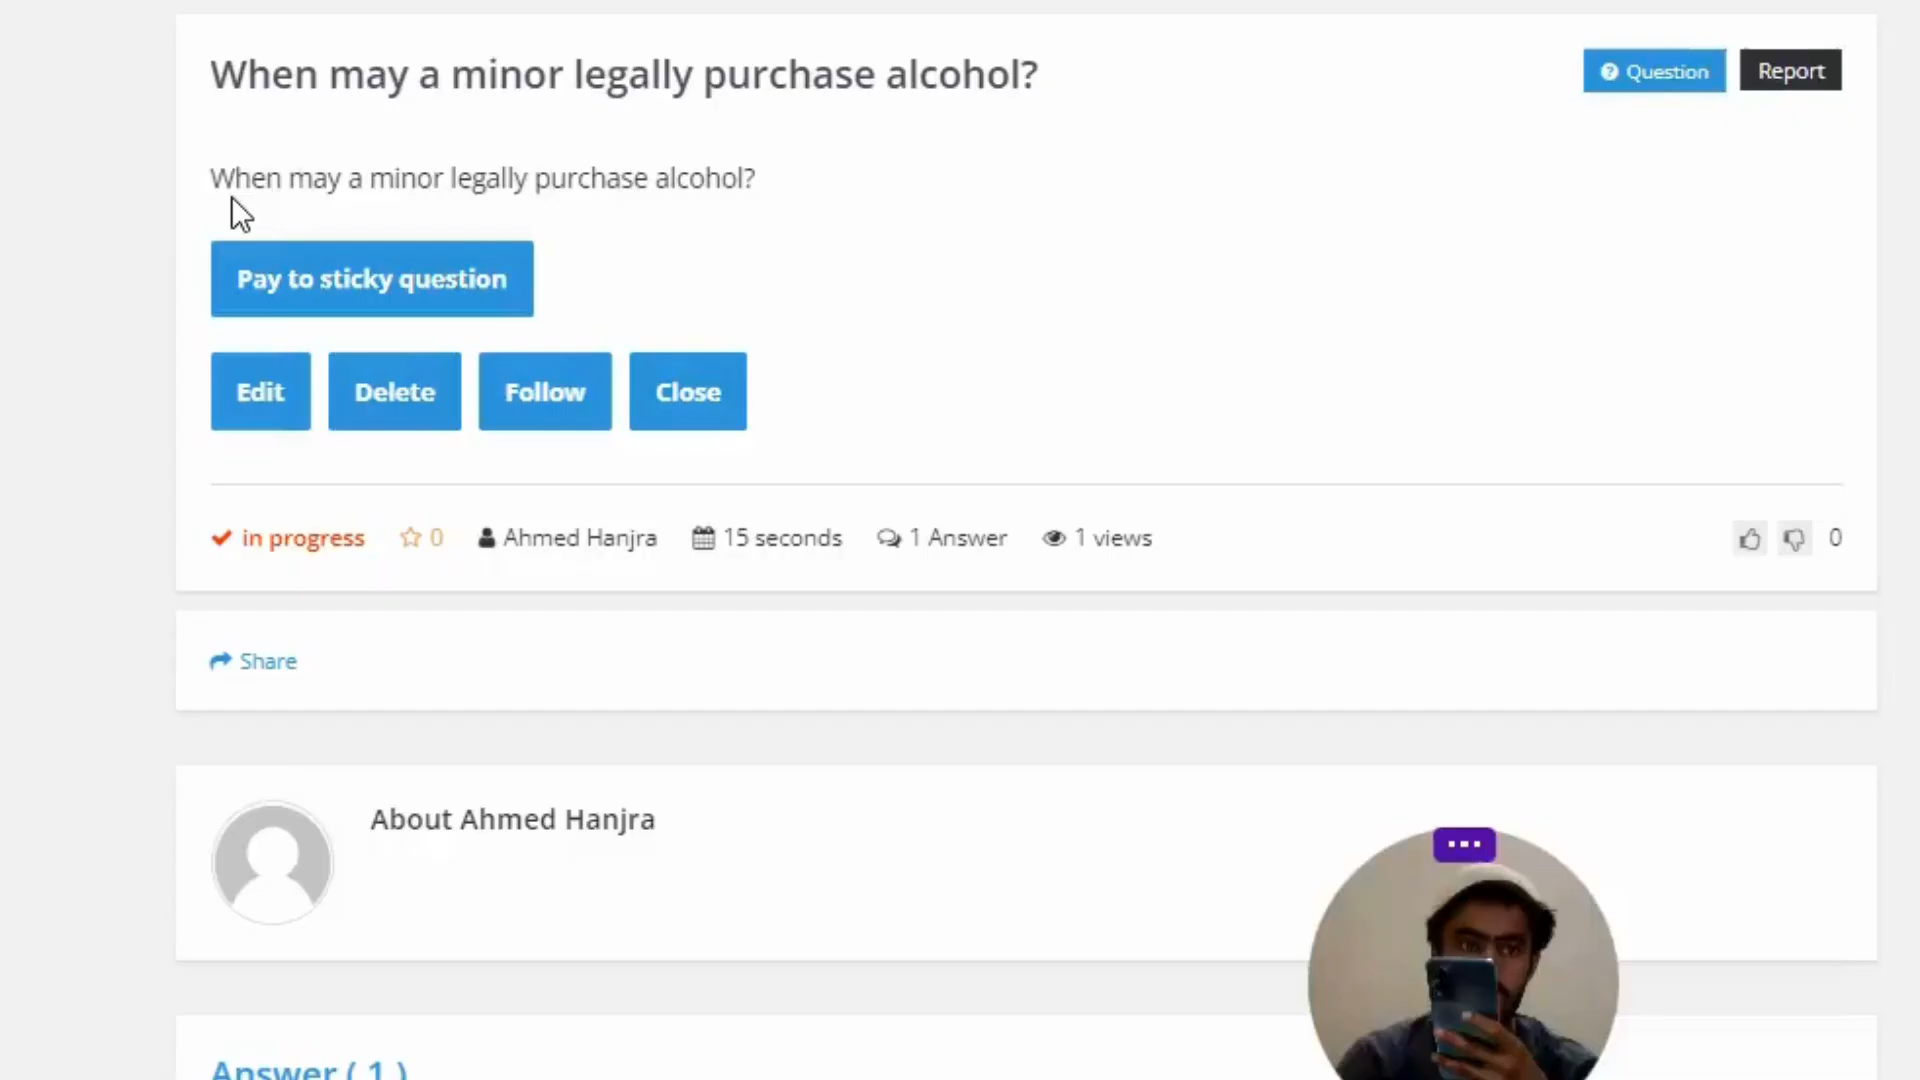 When may a minor legally purchase alcohol?
Question
Report
When may a minor legally purchase alcohol?
Pay to sticky question
Edit
Delete
Follow
Close
in progress
0
Ahmed Hanjra
15 seconds
1 Answer
1 views
0
Share
About Ahmed Hanjra
Answer ( 1 )